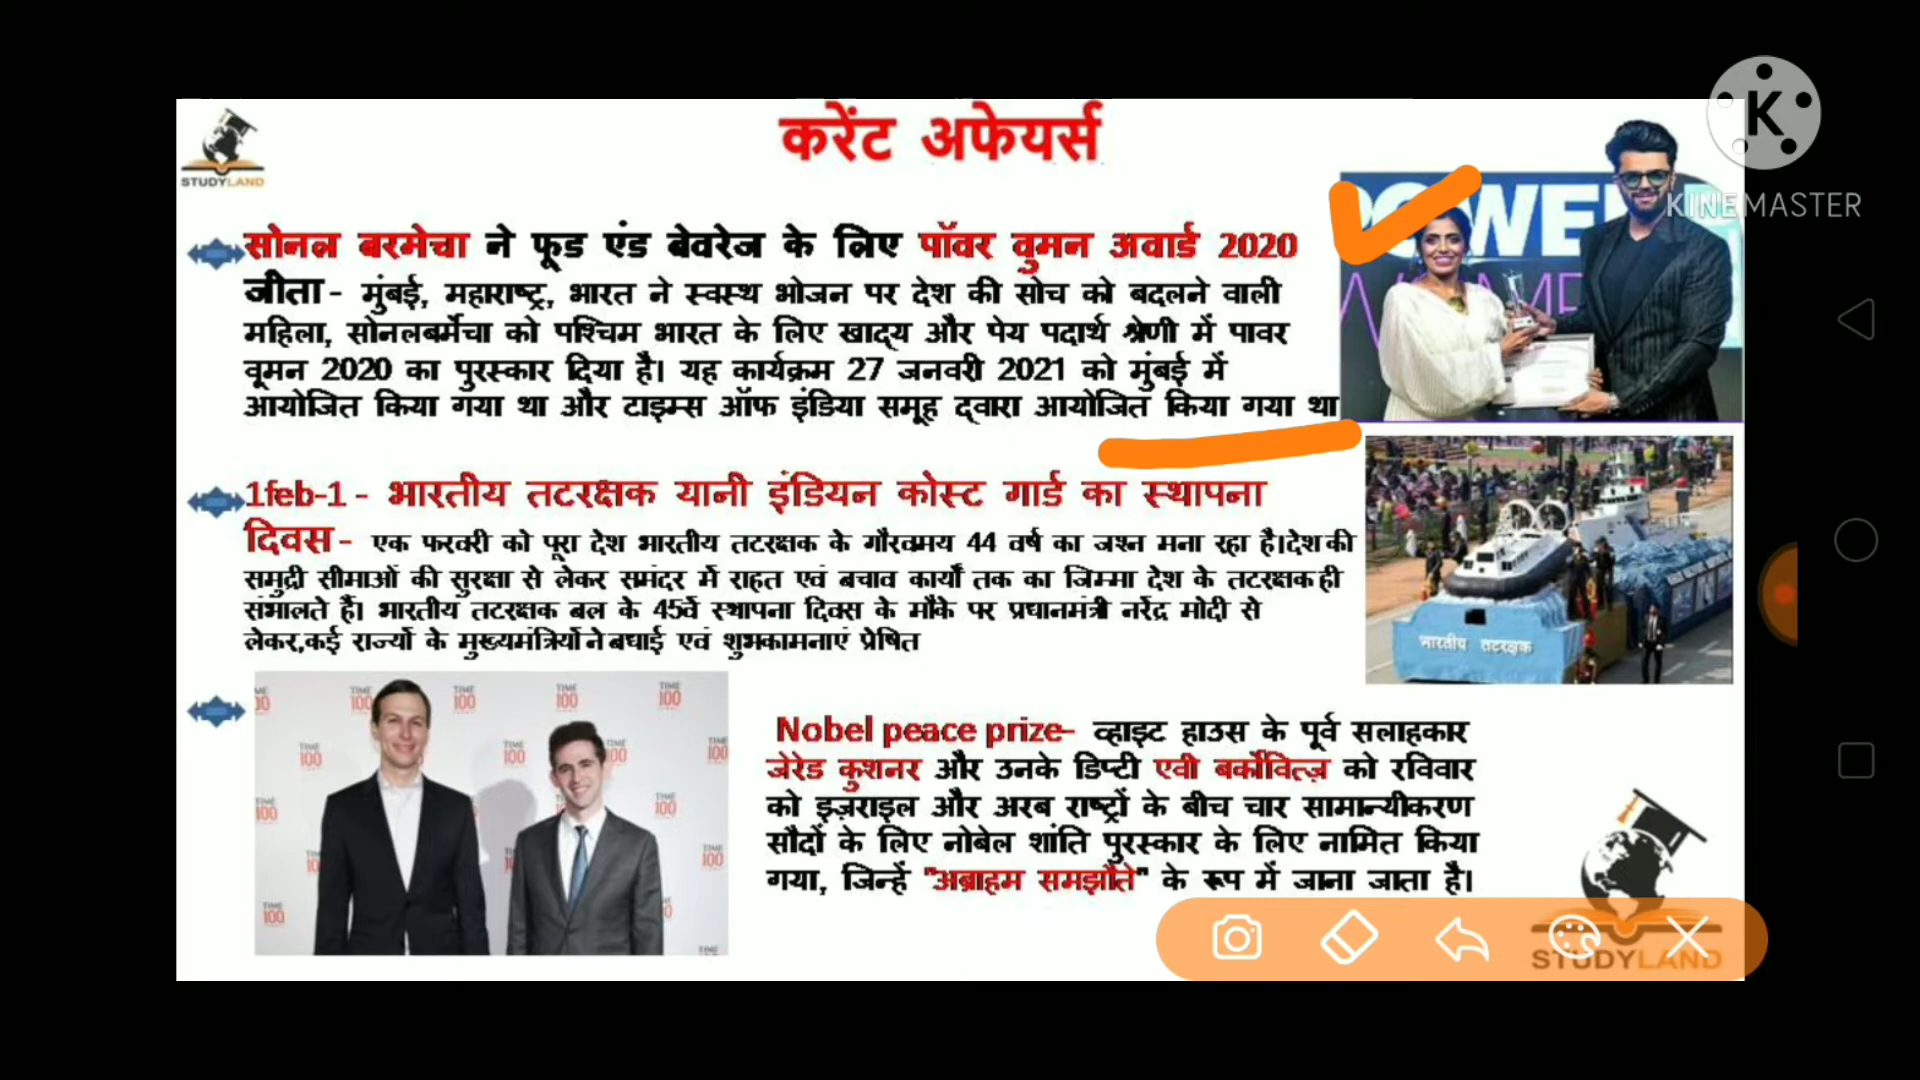 करेंट अफेयर्स
STUDYLAND
K
KINEMASTER
POWER
WOMEN
सोनल बरमेचा ने फूड एंड बेवरेज के लिए पॉवर वुमन अवार्ड 2020
जीता - मुंबई, महाराष्ट्र, भारत ने स्वस्थ भोजन पर देश की सोच को बदलने वाली
महिला, सोनलबर्मेचा को पश्चिम भारत के लिए खाद्य और पेय पदार्थ श्रेणी में पावर
वूमन 2020 का पुरस्कार दिया है। यह कार्यक्रम 27 जनवरी 2021 को मुंबई में
आयोजित किया गया था और टाइम्स ऑफ इंडिया समूह द्वारा आयोजित किया गया था
1feb-1 - भारतीय तटरक्षक यानी इंडियन कोस्ट गार्ड का स्थापना
दिवस - एक फरवरी को पूरा देश भारतीय तटरक्षक के गौरवमय 44 वर्ष का जश्न मना रहा है।देश की
समुद्री सीमाओं की सुरक्षा से लेकर समंदर में राहत एवं बचाव कार्यों तक का जिम्मा देश के तटरक्षक ही
संभालते हैं। भारतीय तटरक्षक बल के 45वें स्थापना दिवस के मौके पर प्रधानमंत्री नरेंद्र मोदी से
लेकर,कई राज्यों के मुख्यमंत्रियों ने बधाई एवं शुभकामनाएं प्रेषित
भारतीय तटरक्षक
TIME 100
Nobel peace prize- व्हाइट हाउस के पूर्व सलाहकार
जेरेड कुशनर और उनके डिप्टी एवी बर्कोवित्ज़ को रविवार
को इज़राइल और अरब राष्ट्रों के बीच चार सामान्यीकरण
सौदों के लिए नोबेल शांति पुरस्कार के लिए नामित किया
गया, जिन्हें "अब्राहम समझौते" के रूप में जाना जाता है।
STUDYLAND